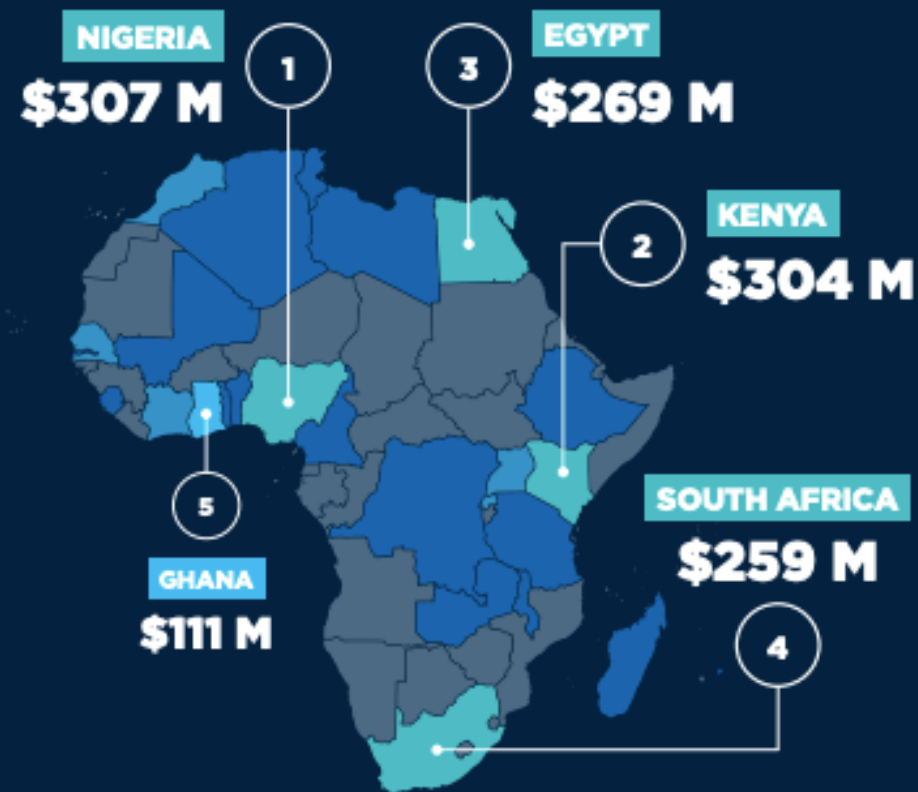 NIGERIA
1
$307 M
3
EGYPT
$269 M
2
KENYA
$304 M
5
GHANA
$111 M
SOUTH AFRICA
$259 M
4